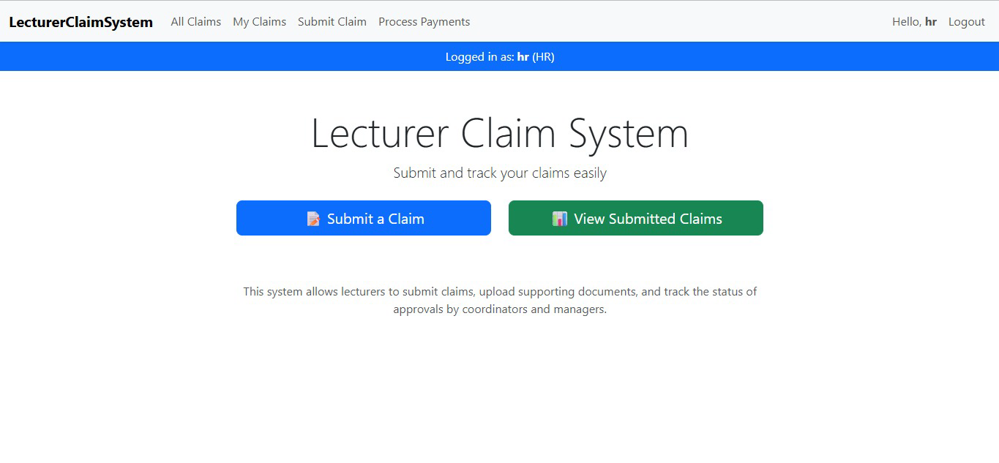 LecturerClaimSystem All Claims My Claims Submit Claim Process Payments Hello, hr Logout
Logged in as: hr (HR)
Lecturer Claim System
Submit and track your claims easily
📝 Submit a Claim 📊 View Submitted Claims
This system allows lecturers to submit claims, upload supporting documents, and track the status of
approvals by coordinators and managers.